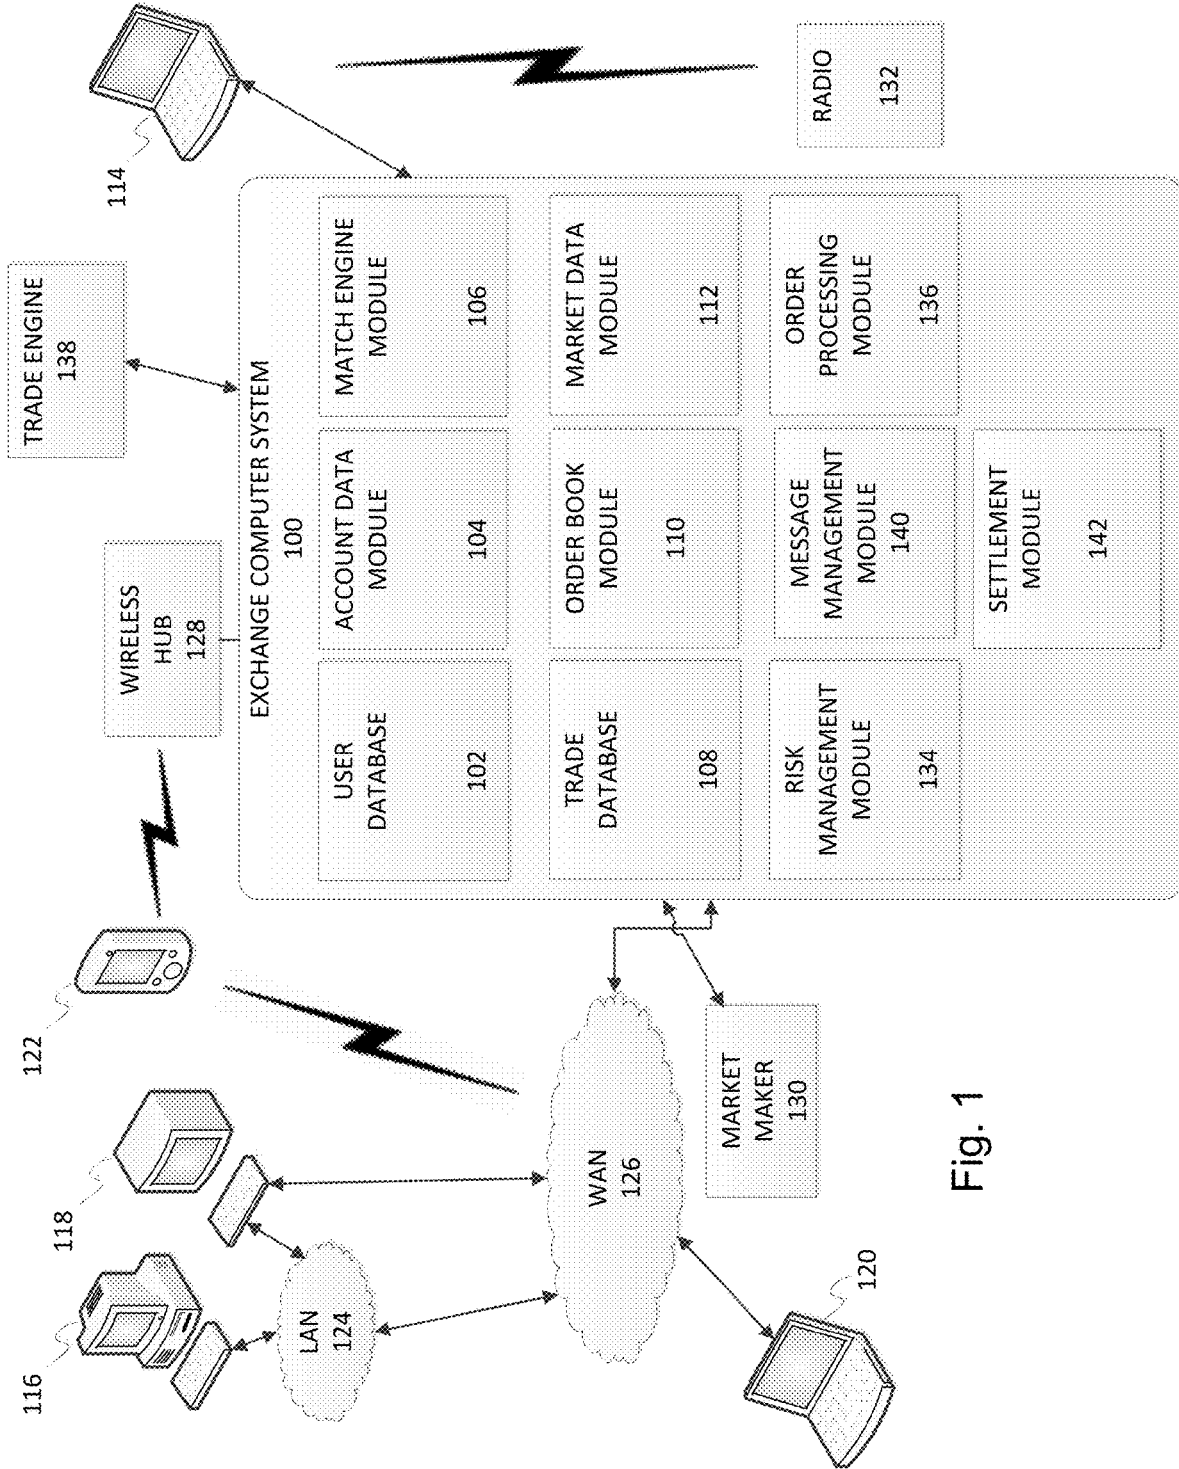 TRADE ENGINE
138
114
WIRELESS
HUB
128
122
118
116
EXCHANGE COMPUTER SYSTEM
100
USER
DATABASE
102
ACCOUNT DATA
MODULE
104
MATCH ENGINE
MODULE
106
TRADE
DATABASE
108
ORDER BOOK
MODULE
110
MARKET DATA
MODULE
112
RISK
MANAGEMENT
MODULE
134
MESSAGE
MANAGEMENT
MODULE
140
ORDER
PROCESSING
MODULE
136
SETTLEMENT
MODULE
142
RADIO
132
LAN
124
WAN
126
MARKET
MAKER
130
120
Fig. 1